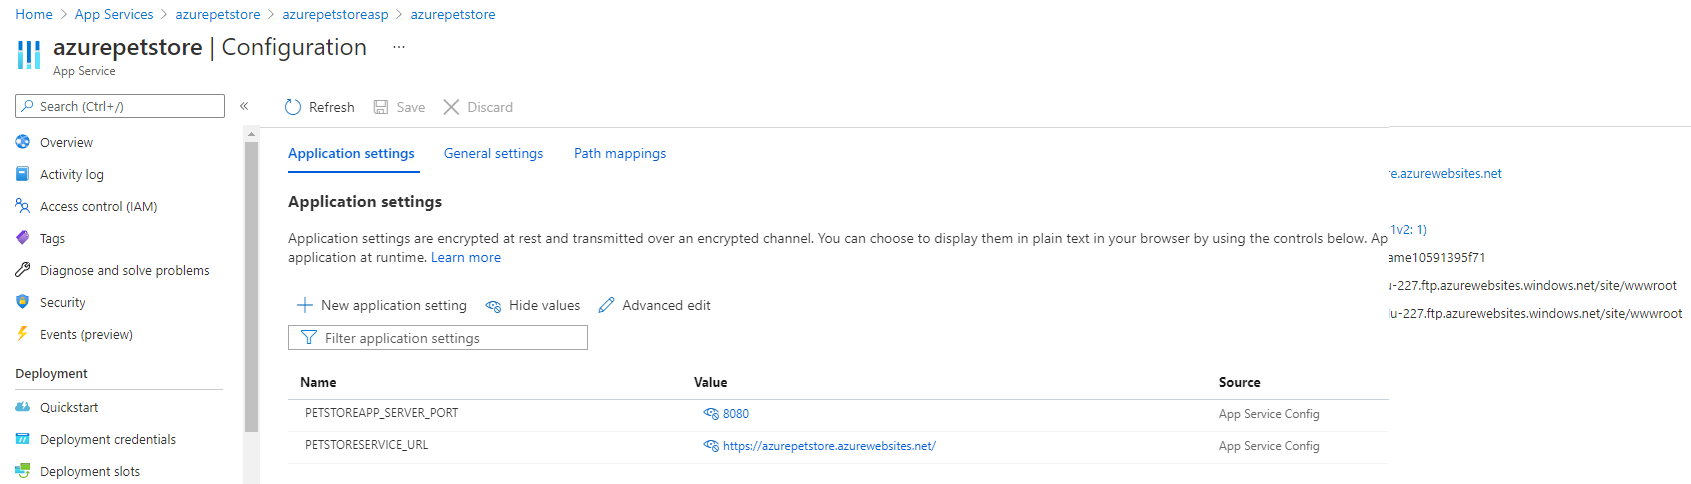 Home > App Services > azurepetstore > azurepetstoreasp > azurepetstore
azurepetstore | Configuration ...
App Service
Search (Ctrl+/)
«
Refresh
Save
Discard
Overview
Activity log
Access control (IAM)
Tags
Diagnose and solve problems
Security
Events (preview)
Deployment
Quickstart
Deployment credentials
Deployment slots
Application settings
General settings
Path mappings
Application settings
Application settings are encrypted at rest and transmitted over an encrypted channel. You can choose to display them in plain text in your browser by using the controls below. Ap
application at runtime. Learn more
New application setting
Hide values
Advanced edit
Filter application settings
Name Value Source
PETSTOREAPP_SERVER_PORT 8080 App Service Config
PETSTORESERVICE_URL https://azurepetstore.azurewebsites.net/ App Service Config
re.azurewebsites.net
1v2: 1)
ame10591395f71
u-227.ftp.azurewebsites.windows.net/site/wwwroot
lu-227.ftp.azurewebsites.windows.net/site/wwwroot